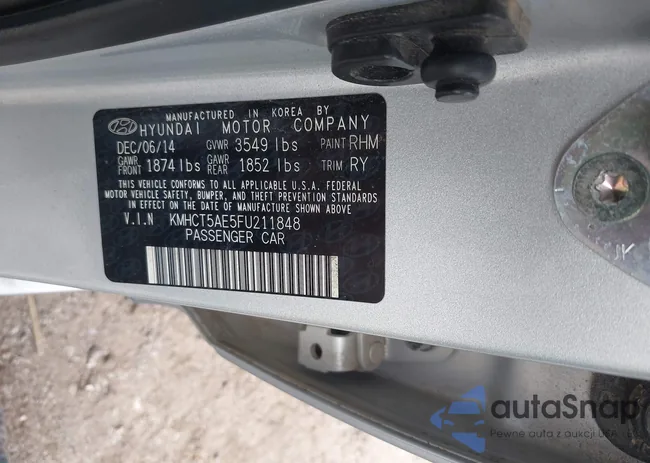 MANUFACTURED IN KOREA BY
HYUNDAI MOTOR COMPANY
DEC/06/14 GVWR 3549 lbs PAINT RHM
GAWR FRONT 1874 lbs GAWR REAR 1852 lbs TRIM RY
THIS VEHICLE CONFORMS TO ALL APPLICABLE U.S.A. FEDERAL
MOTOR VEHICLE SAFETY, BUMPER, AND THEFT PREVENTION STANDARDS
IN EFFECT ON THE DATE OF MANUFACTURE SHOWN ABOVE.
V.I.N KMHCT5AE5FU211848
PASSENGER CAR
autaSnap
Pewne auta z aukcji USA